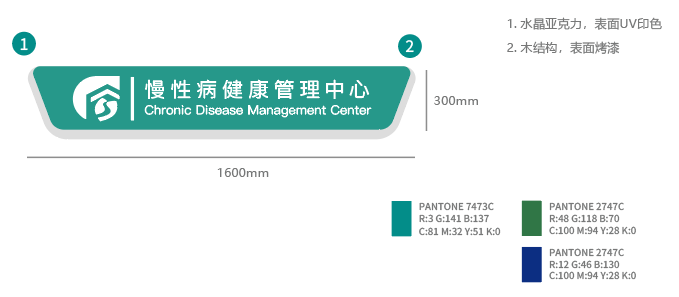 1
2
1. 水晶亚克力，表面UV印色
2. 木结构，表面烤漆
慢性病健康管理中心
Chronic Disease Management Center
300mm
1600mm
PANTONE 7473C
R:3 G:141 B:137
C:81 M:32 Y:51 K:0
PANTONE 2747C
R:48 G:118 B:70
C:100 M:94 Y:28 K:0
PANTONE 2747C
R:12 G:46 B:130
C:100 M:94 Y:28 K:0